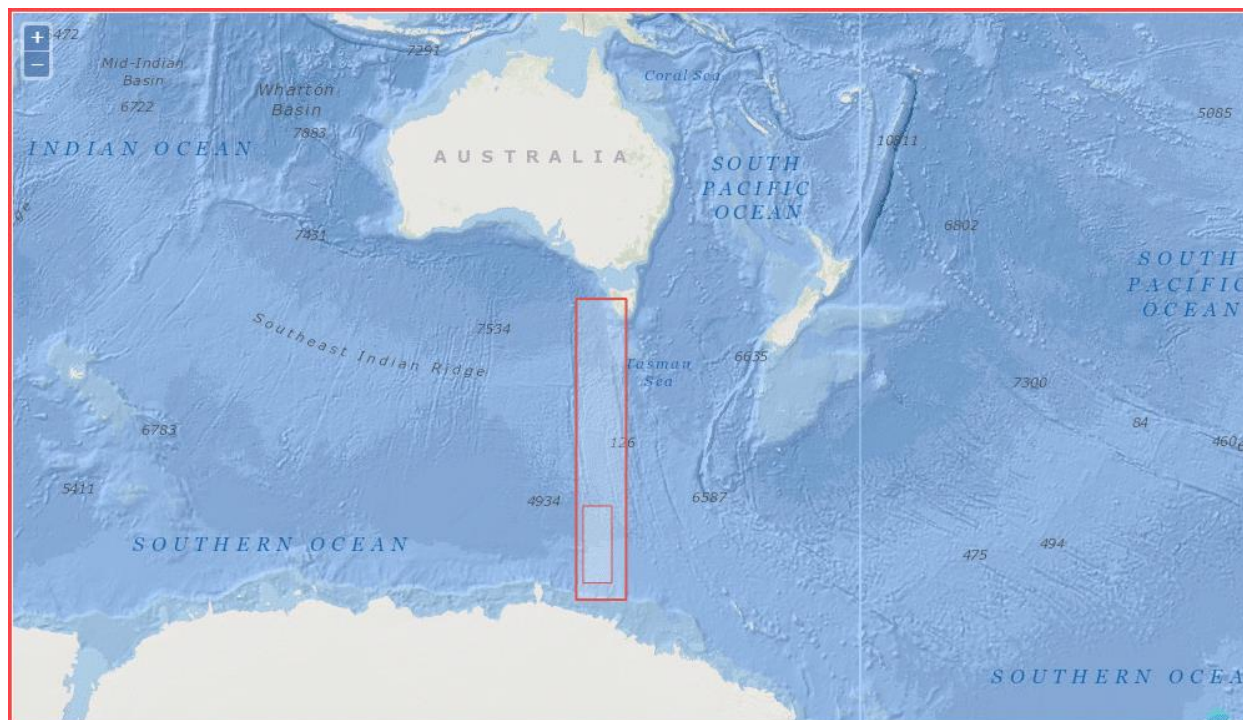 +
−
472
7291
Mid-Indian
Basin
6722
Wharton
Basin
7883
Coral Sea
5085
INDIAN OCEAN
AUSTRALIA
10811
SOUTH
PACIFIC
OCEAN
7431
6802
SOUTH
PACIFIC
OCEAN
Southeast Indian Ridge
7534
6635
Tasman
Sea
7300
6783
126
84
460
5411
4934
6587
SOUTHERN OCEAN
475
494
SOUTHERN OCEA